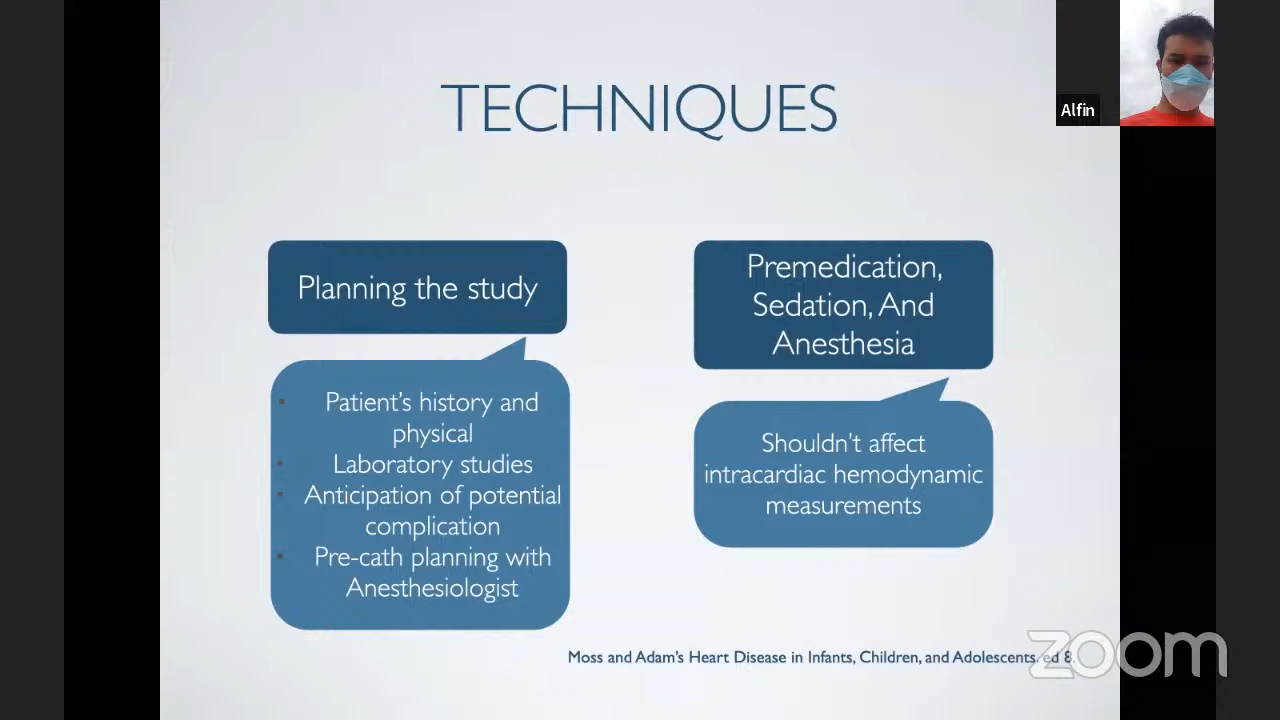 TECHNIQUES
Alfin
Planning the study
Patient's history and
physical
Laboratory studies
Anticipation of potential
complication
Pre-cath planning with
Anesthesiologist
Premedication,
Sedation, And
Anesthesia
Shouldn't affect
intracardiac hemodynamic
measurements
Moss and Adam's Heart Disease in Infants, Children, and Adolescents. ed 8.
zoom